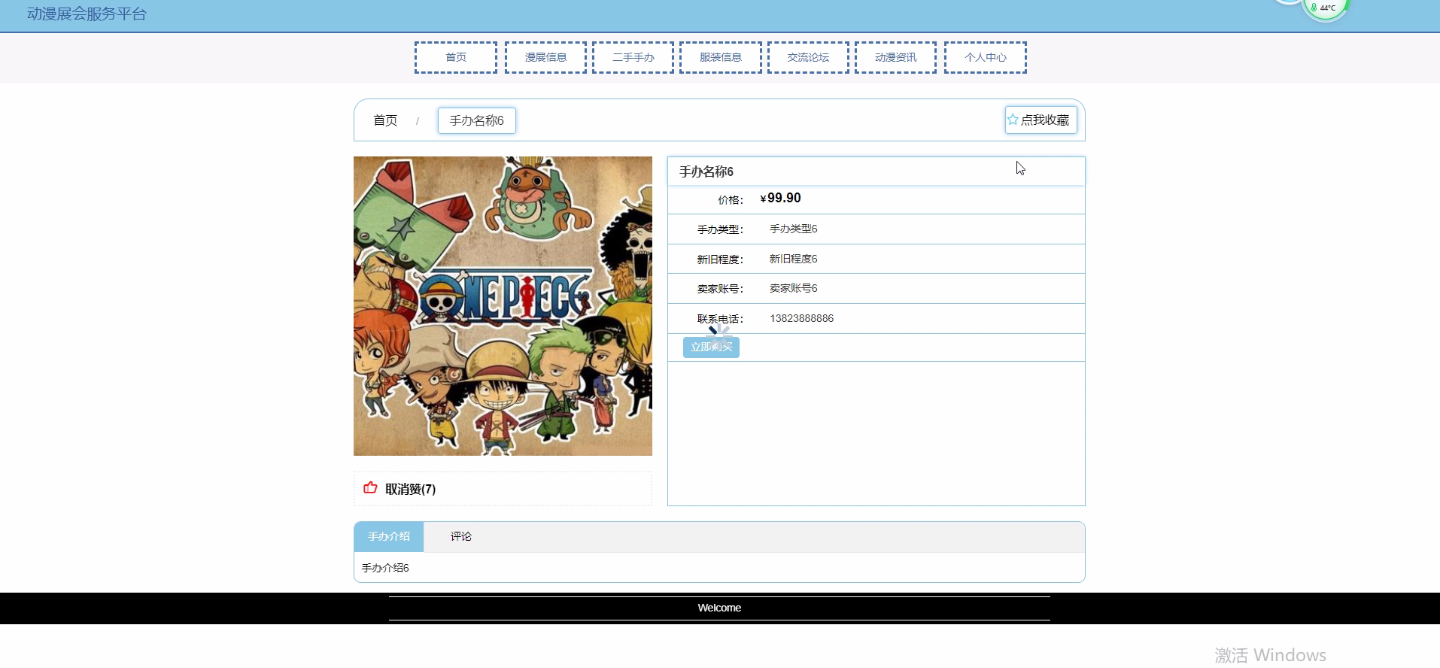 动漫展会服务平台
44°C
首页 漫展信息 二手手办 服装信息 交流论坛 动漫资讯 个人中心
首页 / 手办名称6 点我收藏
ONE PIECE
手办名称6
价格: ¥99.90
手办类型: 手办类型6
新旧程度: 新旧程度6
卖家账号: 卖家账号6
联系电话: 13823888886
立即购买
取消赞(7)
手办介绍 评论
手办介绍6
Welcome
激活 Windows